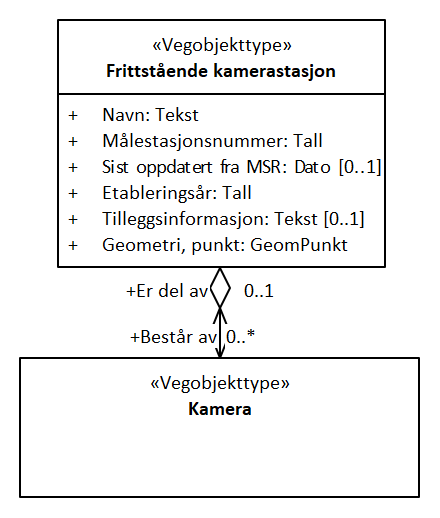 «Vegobjekttype»
Frittstående kamerastasjon
+ Navn: Tekst
+ Målestasjonsnummer: Tall
+ Sist oppdatert fra MSR: Dato [0..1]
+ Etableringsår: Tall
+ Tilleggsinformasjon: Tekst [0..1]
+ Geometri, punkt: GeomPunkt
+Er del av 0..1
+Består av 0..*
«Vegobjekttype»
Kamera